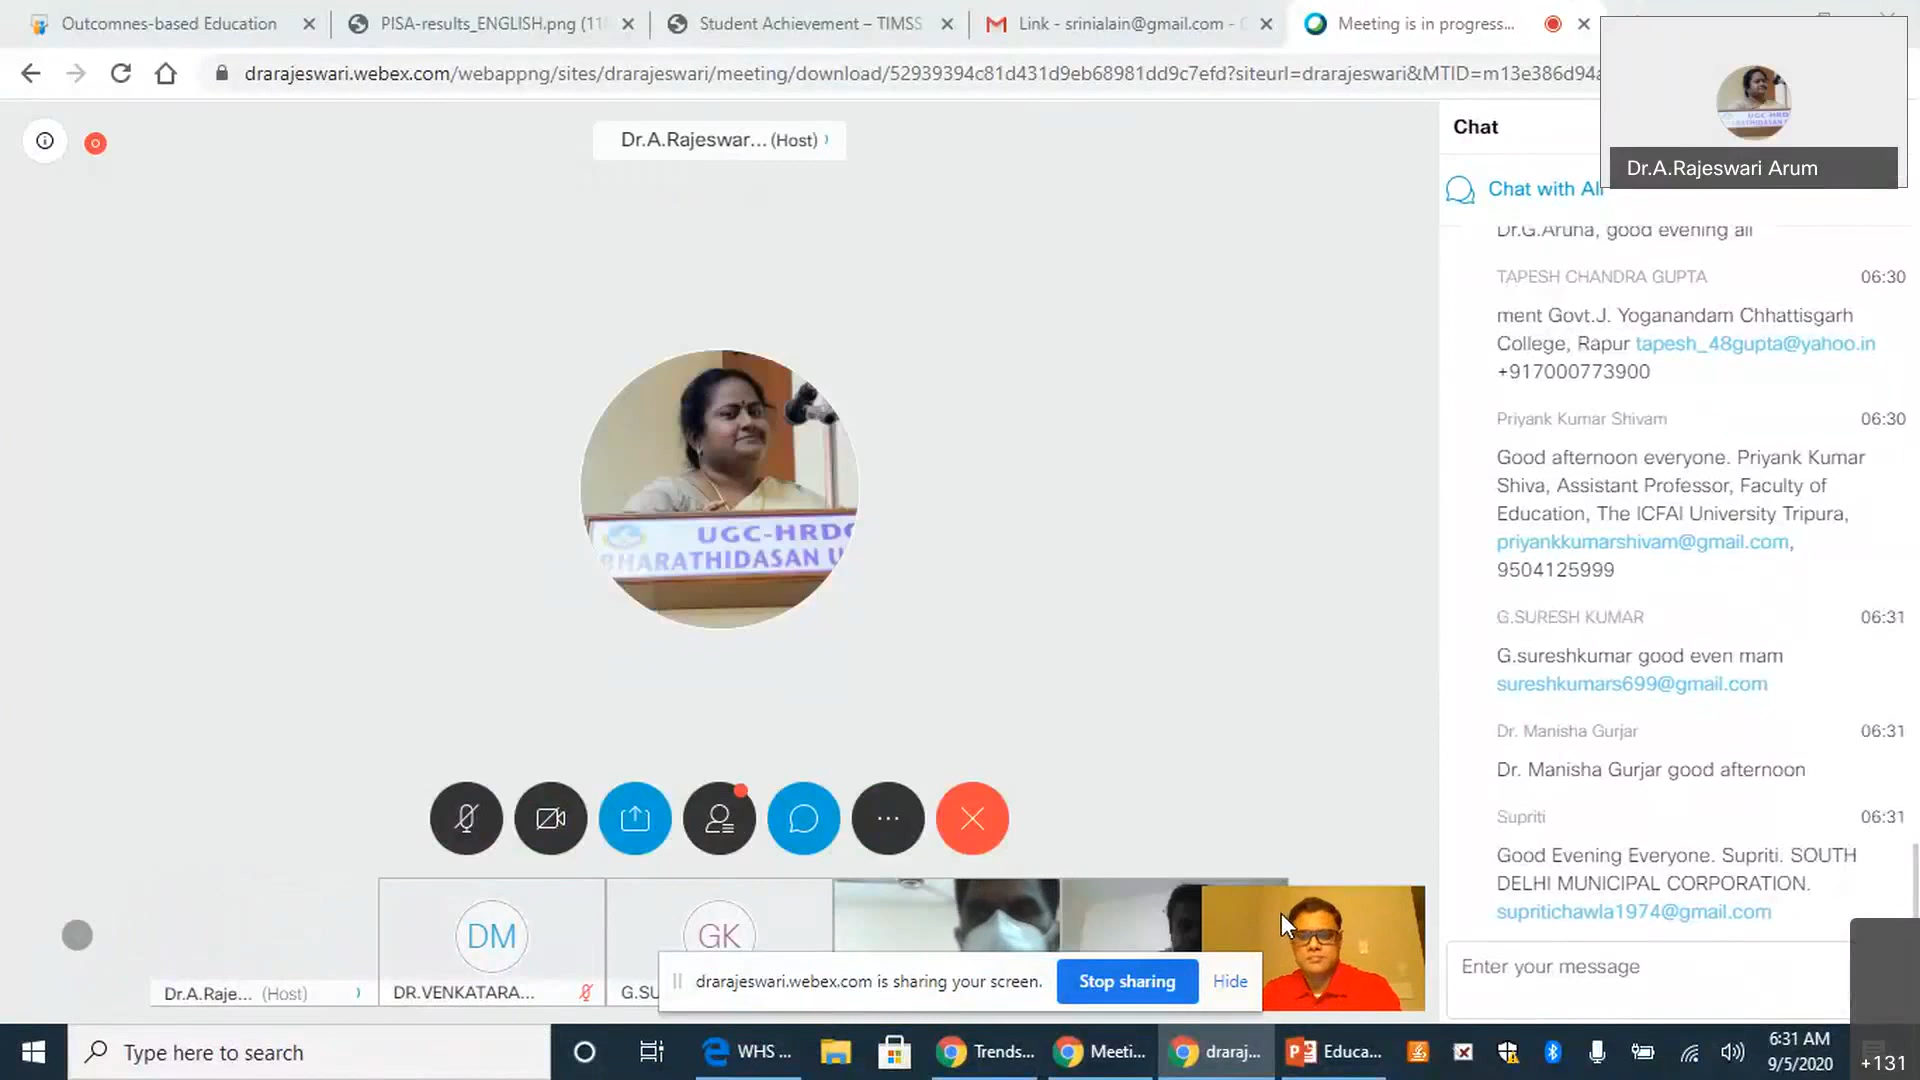 Outcomnes-based Education
PISA-results_ENGLISH.png (11
Student Achievement – TIMSS
Link - srinialain@gmail.com -
Meeting is in progress...
drarajeswari.webex.com/webappng/sites/drarajeswari/meeting/download/52939394c81d431d9eb68981dd9c7efd?siteurl=drarajeswari&MTID=m13e386d94a
Dr.A.Rajeswari Arum
Dr.A.Rajeswar... (Host)
UGC-HRDC
BHARATHIDASAN U
Chat
Chat with All
Dr.G.Aruna, good evening all
TAPESH CHANDRA GUPTA 06:30
ment Govt.J. Yoganandam Chhattisgarh
College, Rapur tapesh_48gupta@yahoo.in
+917000773900
Priyank Kumar Shivam 06:30
Good afternoon everyone. Priyank Kumar
Shiva, Assistant Professor, Faculty of
Education, The ICFAI University Tripura,
priyankkumarshivam@gmail.com,
9504125999
G.SURESH KUMAR 06:31
G.sureshkumar good even mam
sureshkumars699@gmail.com
Dr. Manisha Gurjar 06:31
Dr. Manisha Gurjar good afternoon
Supriti 06:31
Good Evening Everyone. Supriti. SOUTH
DELHI MUNICIPAL CORPORATION.
supritichawla1974@gmail.com
Enter your message
Dr.A.Raje... (Host)
DM
DR.VENKATARA...
GK
G.SU
drarajeswari.webex.com is sharing your screen.
Stop sharing
Hide
Type here to search
WHS ...
Trends...
Meeti...
draraj...
Educa...
6:31 AM
9/5/2020
+131